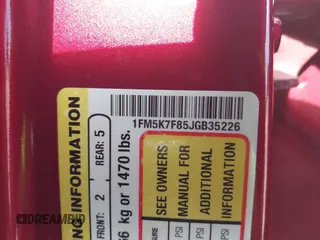 1FM5K7F85JGB35226
NG INFORMATION
FRONT: 2 REAR: 5
kg or 1470 lbs.
SEE OWNERS
MANUAL FOR
ADDITIONAL
INFORMATION
PSI
PSI
PSI
DREAMBID